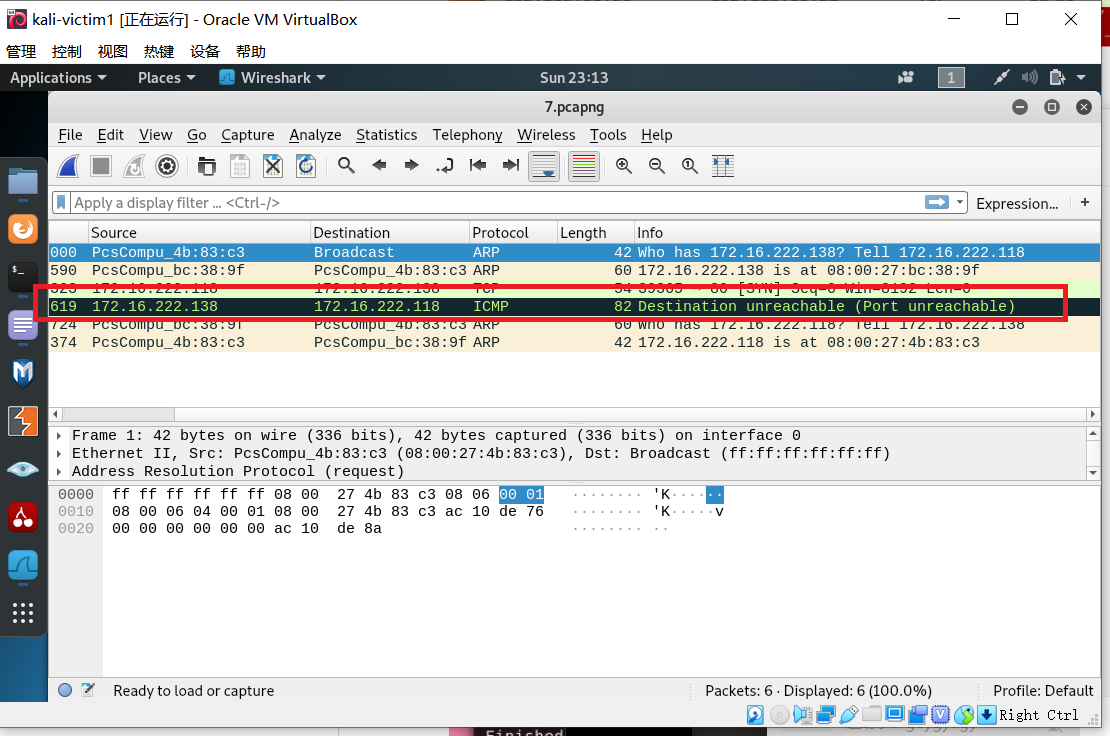 kali-victim1 [正在运行] - Oracle VM VirtualBox
管理 控制 视图 热键 设备 帮助
Applications Places Wireshark Sun 23:13 1
7.pcapng
File Edit View Go Capture Analyze Statistics Telephony Wireless Tools Help
Apply a display filter ... <Ctrl-/> Expression... +
Source Destination Protocol Length Info
000 PcsCompu_4b:83:c3 Broadcast ARP 42 Who has 172.16.222.138? Tell 172.16.222.118
590 PcsCompu_bc:38:9f PcsCompu_4b:83:c3 ARP 60 172.16.222.138 is at 08:00:27:bc:38:9f
172.16.222.118 172.16.222.138 TCP 54 [SYN] Seq=0 Win=8192 Len=0
619 172.16.222.138 172.16.222.118 ICMP 82 Destination unreachable (Port unreachable)
724 PcsCompu_bc:38:9f PcsCompu_4b:83:c3 ARP 60 Who has 172.16.222.118? Tell 172.16.222.138
374 PcsCompu_4b:83:c3 PcsCompu_bc:38:9f ARP 42 172.16.222.118 is at 08:00:27:4b:83:c3
Frame 1: 42 bytes on wire (336 bits), 42 bytes captured (336 bits) on interface 0
Ethernet II, Src: PcsCompu_4b:83:c3 (08:00:27:4b:83:c3), Dst: Broadcast (ff:ff:ff:ff:ff:ff)
Address Resolution Protocol (request)
0000 ff ff ff ff ff ff 08 00 27 4b 83 c3 08 06 00 01 ········ 'K······
0010 08 00 06 04 00 01 08 00 27 4b 83 c3 ac 10 de 76 ········ 'K·····v
0020 00 00 00 00 00 00 ac 10 de 8a ········ ··
Ready to load or capture Packets: 6 · Displayed: 6 (100.0%) Profile: Default
Right Ctrl
Finished